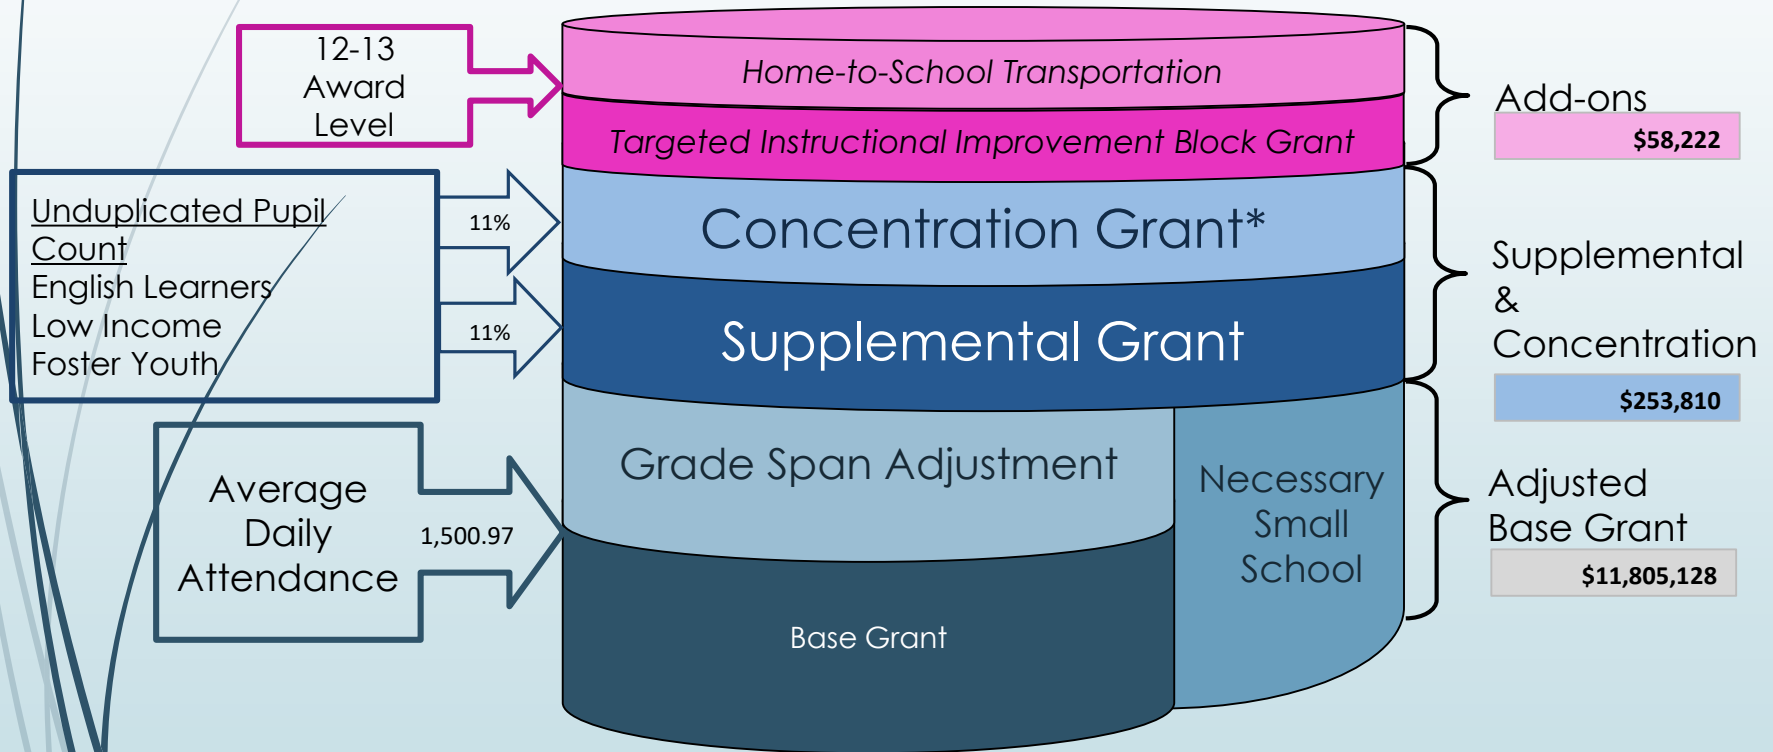 12-13
Award
Level
Home-to-School Transportation
Targeted Instructional Improvement Block Grant
Add-ons
$58,222
Unduplicated Pupil
Count
English Learners
Low Income
Foster Youth
11%
11%
Concentration Grant*
Supplemental Grant
Supplemental
&
Concentration
$253,810
Average
Daily
Attendance
1,500.97
Grade Span Adjustment
Base Grant
Necessary
Small
School
Adjusted
Base Grant
$11,805,128